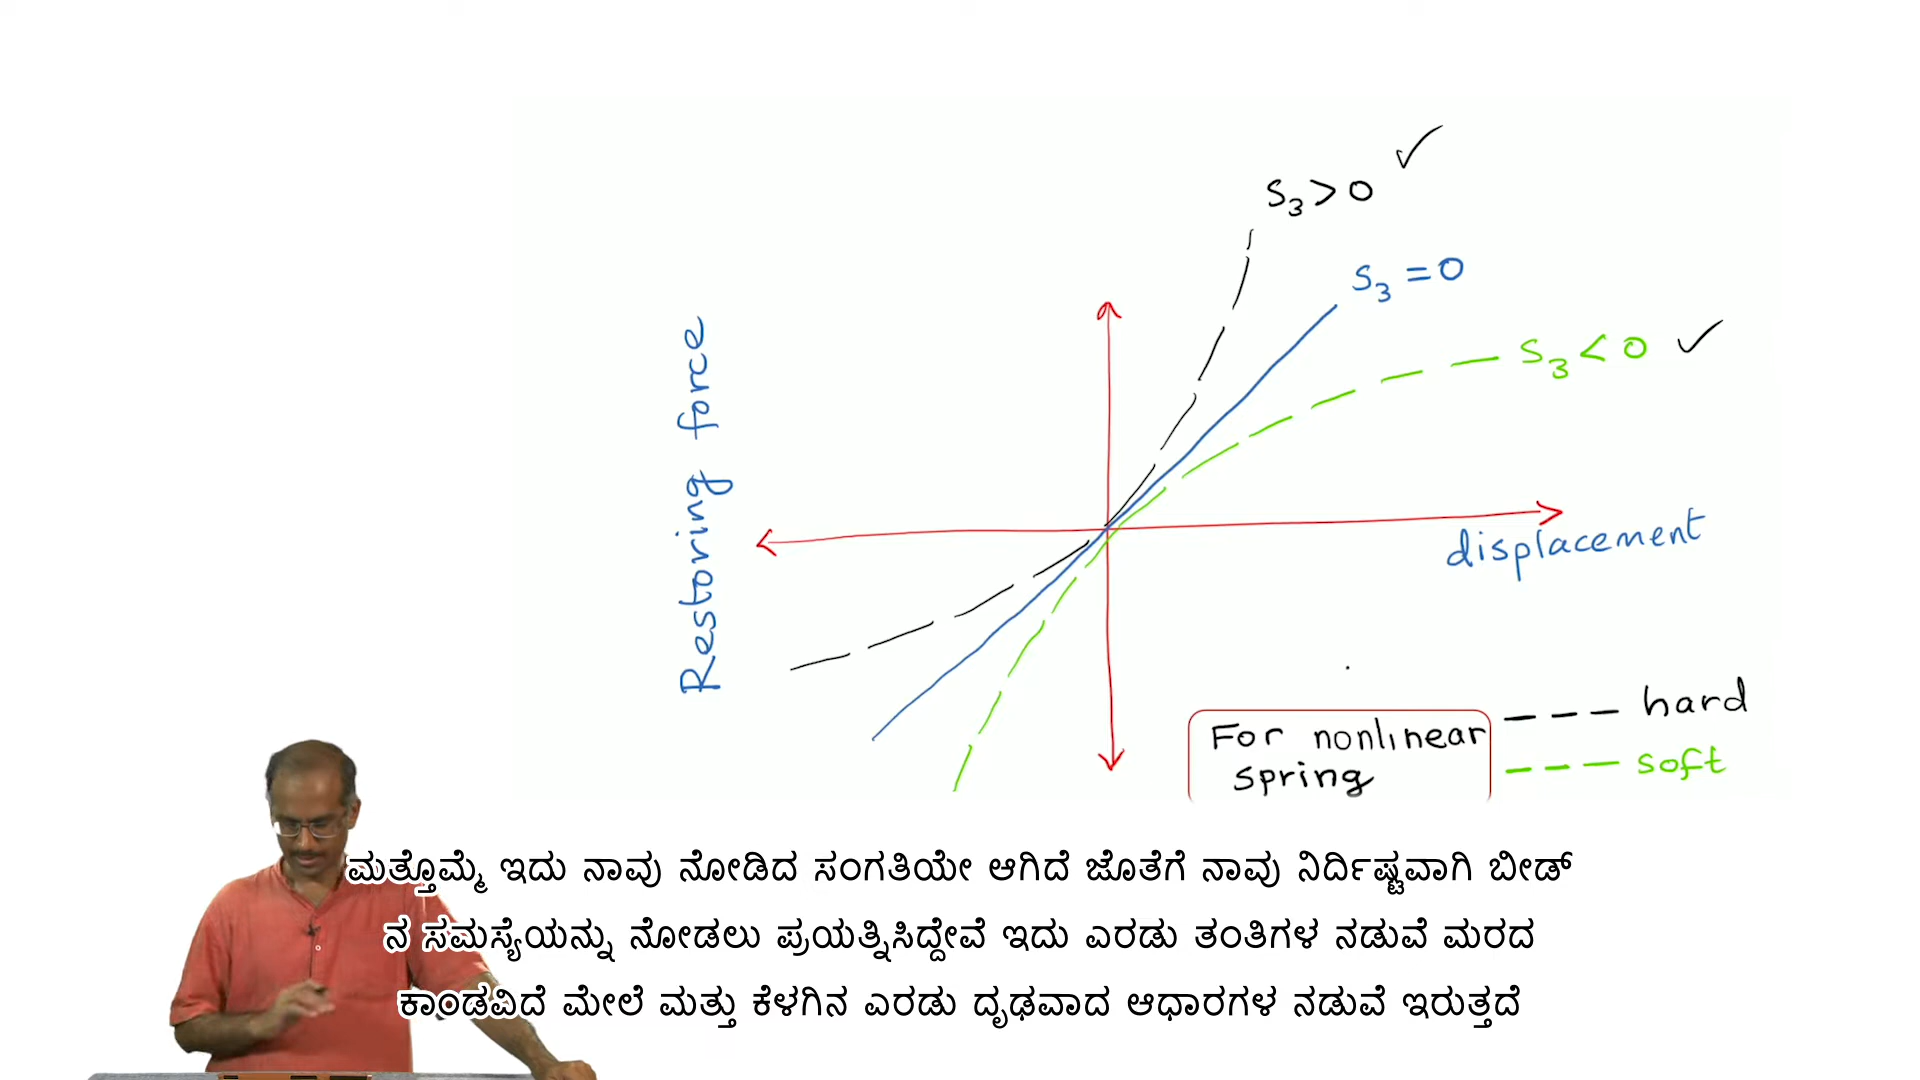 S₃ > 0
S₃ = 0
S₃ < 0
Restoring force
displacement
hard
For nonlinear
spring
soft
ಮತ್ತೊಮ್ಮೆ ಇದು ನಾವು ನೋಡಿದ ಸಂಗತಿಯೇ ಆಗಿದೆ ಜೊತೆಗೆ ನಾವು ನಿರ್ದಿಷ್ಟವಾಗಿ ಬೀಡ್
ನ ಸಮಸ್ಯೆಯನ್ನು ನೋಡಲು ಪ್ರಯತ್ನಿಸಿದ್ದೇವೆ ಇದು ಎರಡು ತಂತಿಗಳ ನಡುವೆ ಮರದ
ಕಾಂಡವಿದೆ ಮೇಲೆ ಮತ್ತು ಕೆಳಗಿನ ಎರಡು ದೃಢವಾದ ಆಧಾರಗಳ ನಡುವೆ ಇರುತ್ತದೆ